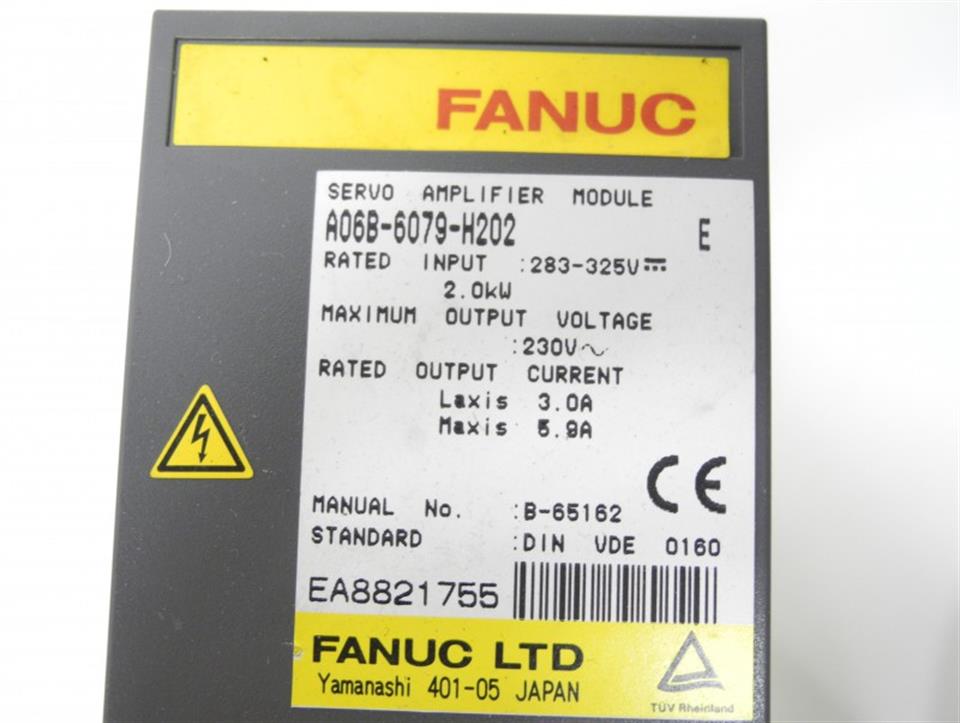 FANUC
SERVO AMPLIFIER MODULE
A06B-6079-H202 E
RATED INPUT :283-325V⎓
2.0kW
MAXIMUM OUTPUT VOLTAGE
:230V~
RATED OUTPUT CURRENT
Laxis 3.0A
Maxis 5.9A
CE
MANUAL No. :B-65162
STANDARD :DIN VDE 0160
EA8821755
FANUC LTD
Yamanashi 401-05 JAPAN
TÜV Rheinland